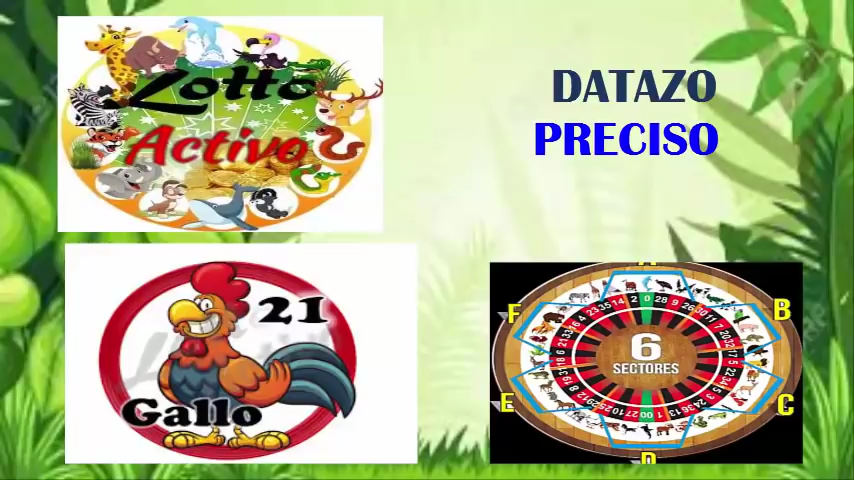 Lotto
Activo
DATAZO
PRECISO
21
Gallo
A
B
C
D
E
F
6
SECTORES